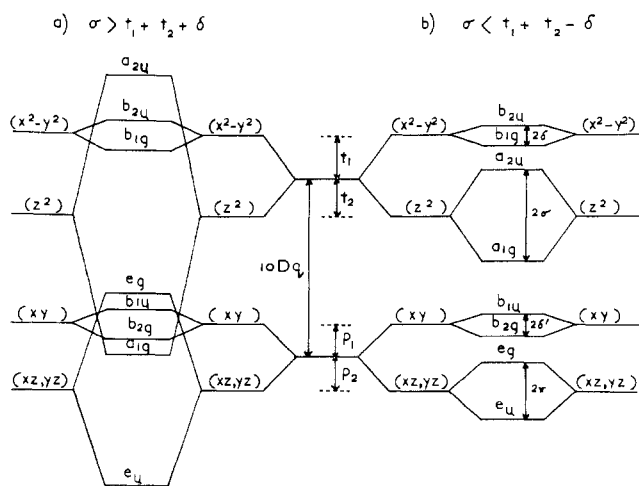 a) σ > t₁ + t₂ + δ
b) σ < t₁ + t₂ − δ
a₂u
b₂u
(x²-y²)
(x²-y²)
b₁g
(z²)
(z²)
eg
b₁u
(xy)
(xy)
b₂g
a₁g
(xz,yz)
(xz,yz)
eu
t₁
t₂
10Dq
P₁
P₂
b₂u
(x²-y²)
b₁g
2δ
(x²-y²)
a₂u
(z²)
2σ
(z²)
a₁g
b₁u
(xy)
b₂g
2δ'
(xy)
eg
(xz,yz)
2π
(xz,yz)
eu